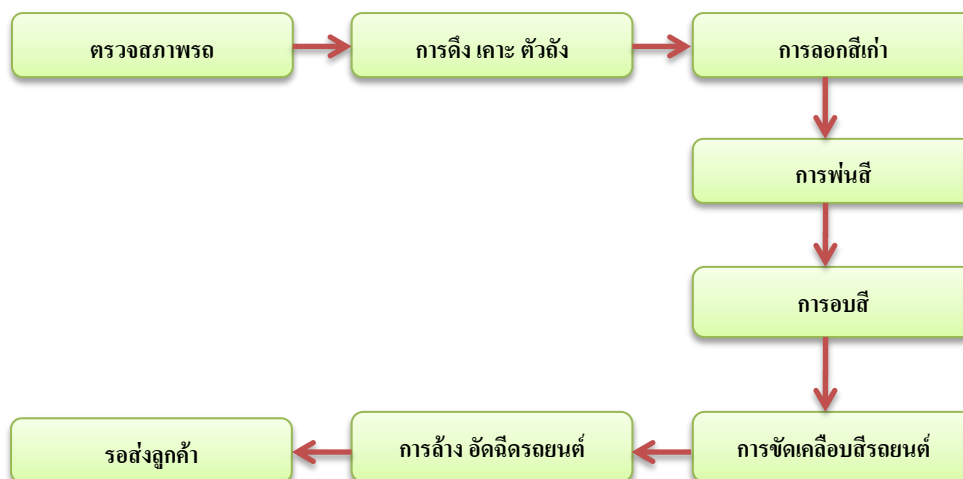 ตรวจสภาพรถ
การดึง เคาะ ตัวถัง
การลอกสีเก่า
การพ่นสี
การอบสี
การขัดเคลือบสีรถยนต์
การล้าง อัดฉีดรถยนต์
รอส่งลูกค้า